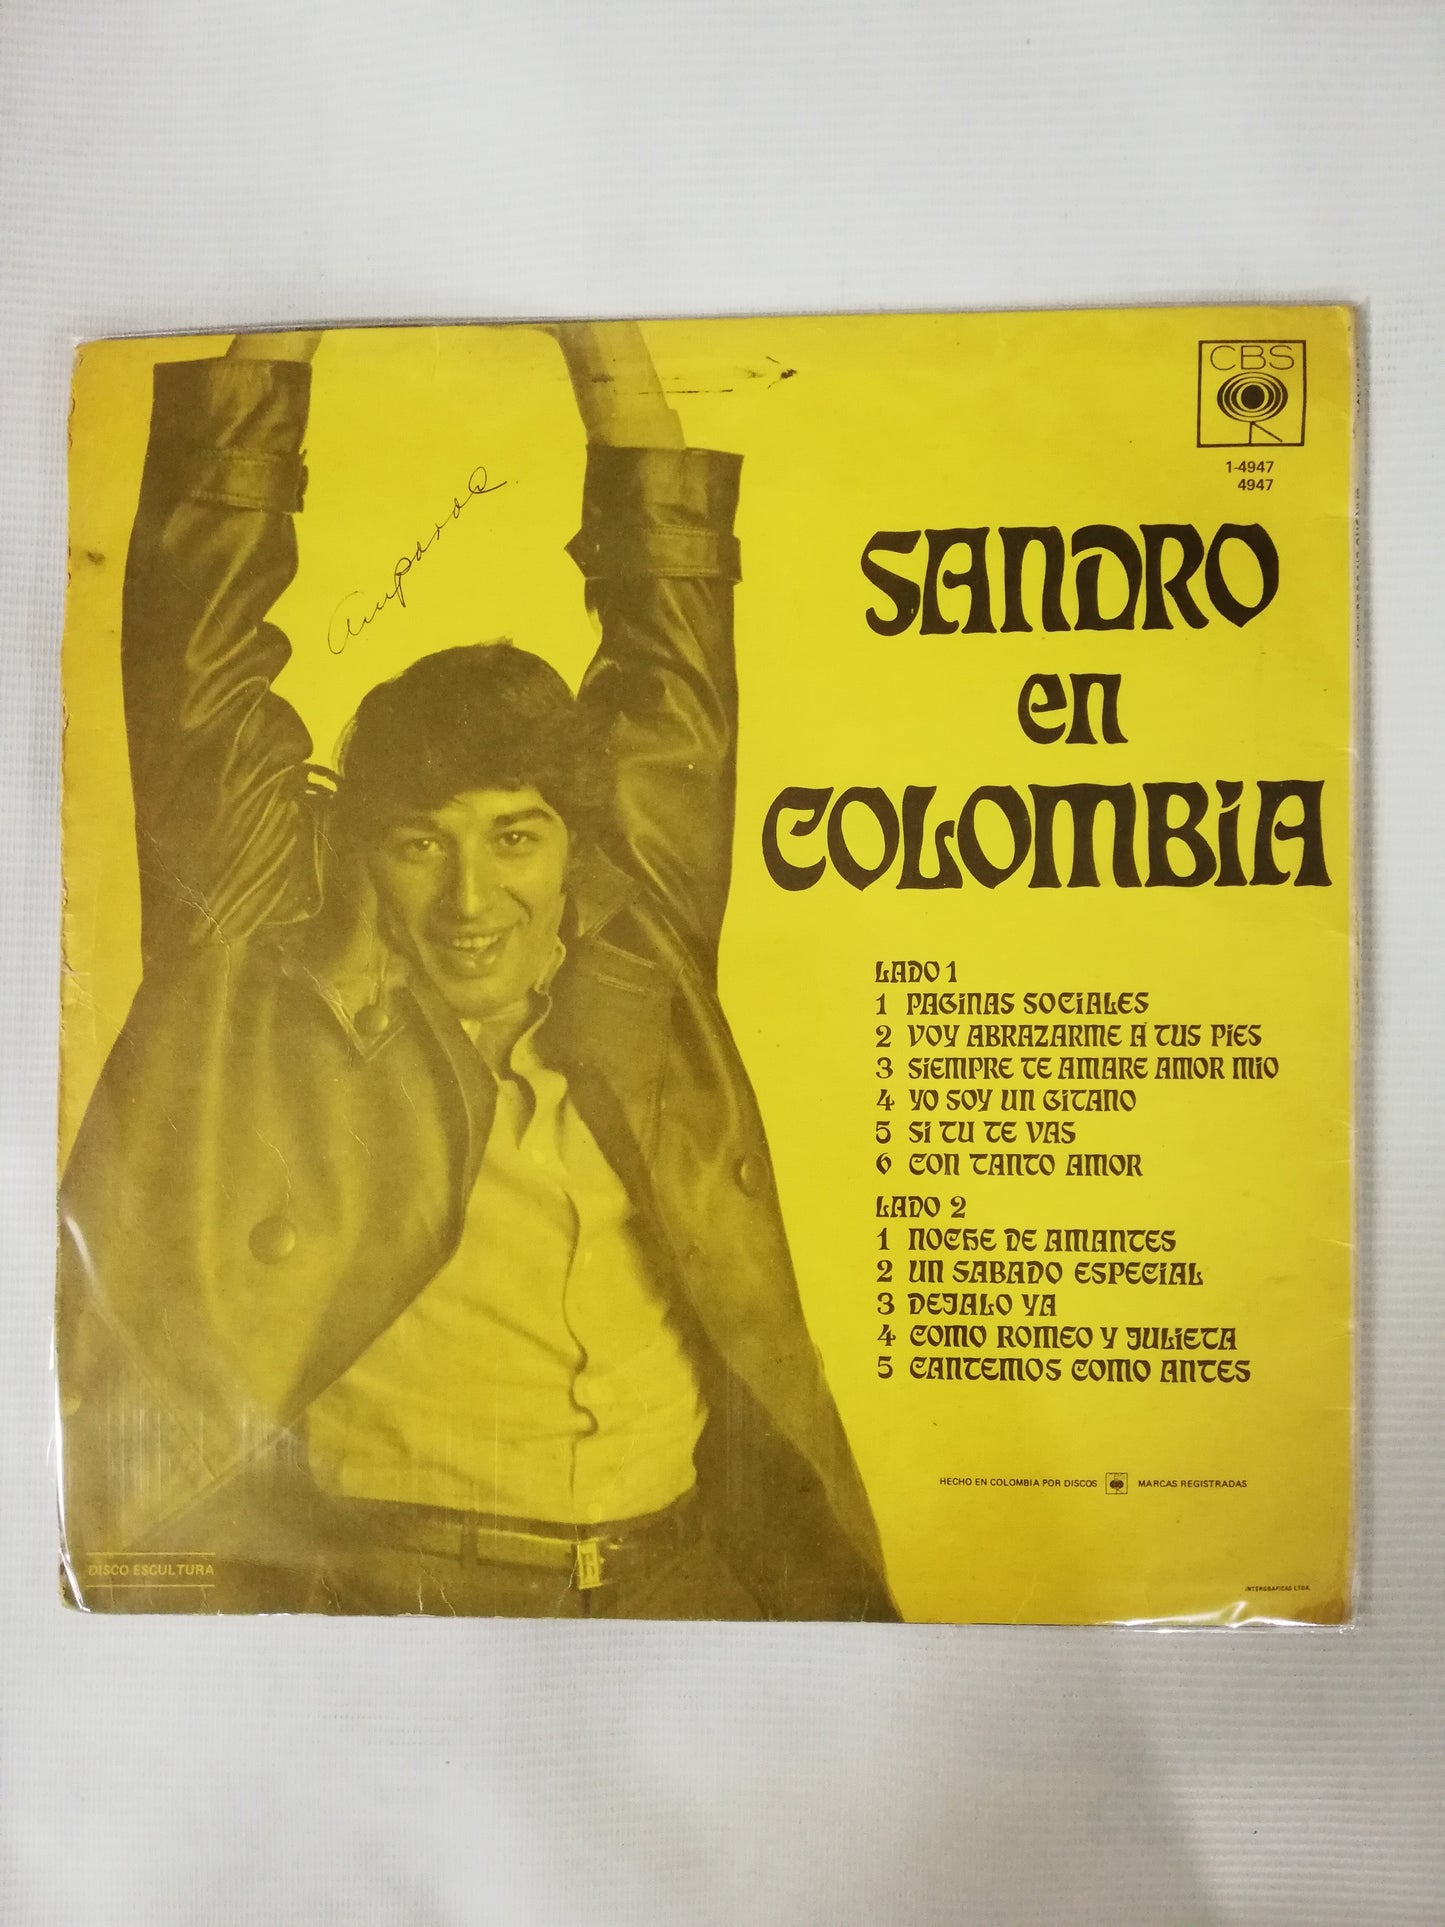 CBS
1-4947
4947
SANDRO
en
COLOMBIA
LADO 1
1 PAGINAS SOCIALES
2 VOY ABRAZARME A TUS PIES
3 SIEMPRE TE AMARE AMOR MIO
4 YO SOY UN GITANO
5 SI TU TE VAS
6 CON TANTO AMOR
LADO 2
1 NOCHE DE AMANTES
2 UN SABADO ESPECIAL
3 DEJALO YA
4 COMO ROMEO Y JULIETA
5 CANTEMOS COMO ANTES
HECHO EN COLOMBIA POR DISCOS CBS MARCAS REGISTRADAS
DISCO ESCULTURA
INTERGRAFICAS LTDA.